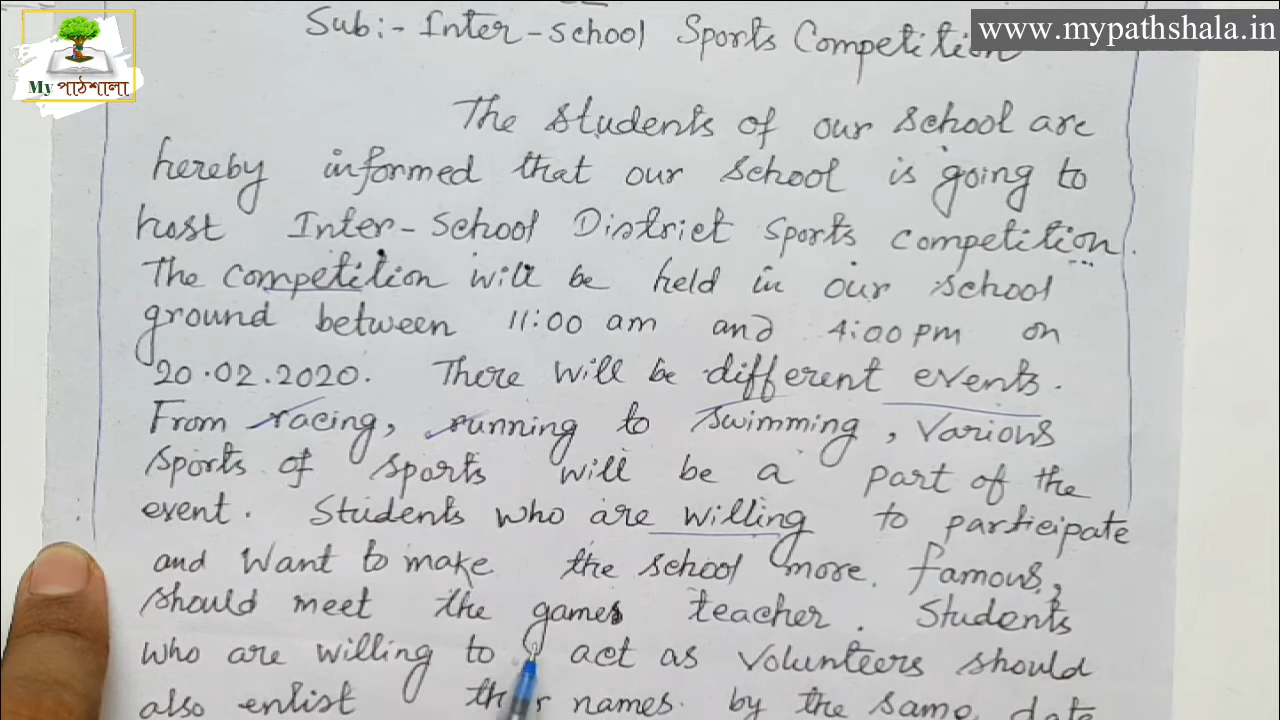 www.mypathshala.in
My পাঠশালা
Sub:- Inter-School Sports Competition
The students of our school are
hereby informed that our school is going to
host Inter-School District sports competition.
The competition will be held in our school
ground between 11:00 am and 4:00 PM on
20.02.2020. There will be different events.
From racing, running to swimming, various
sports of sports will be a part of the
event. Students who are willing to participate
and want to make the school more famous,
should meet the games teacher. Students
who are willing to act as volunteers should
also enlist their names by the same date